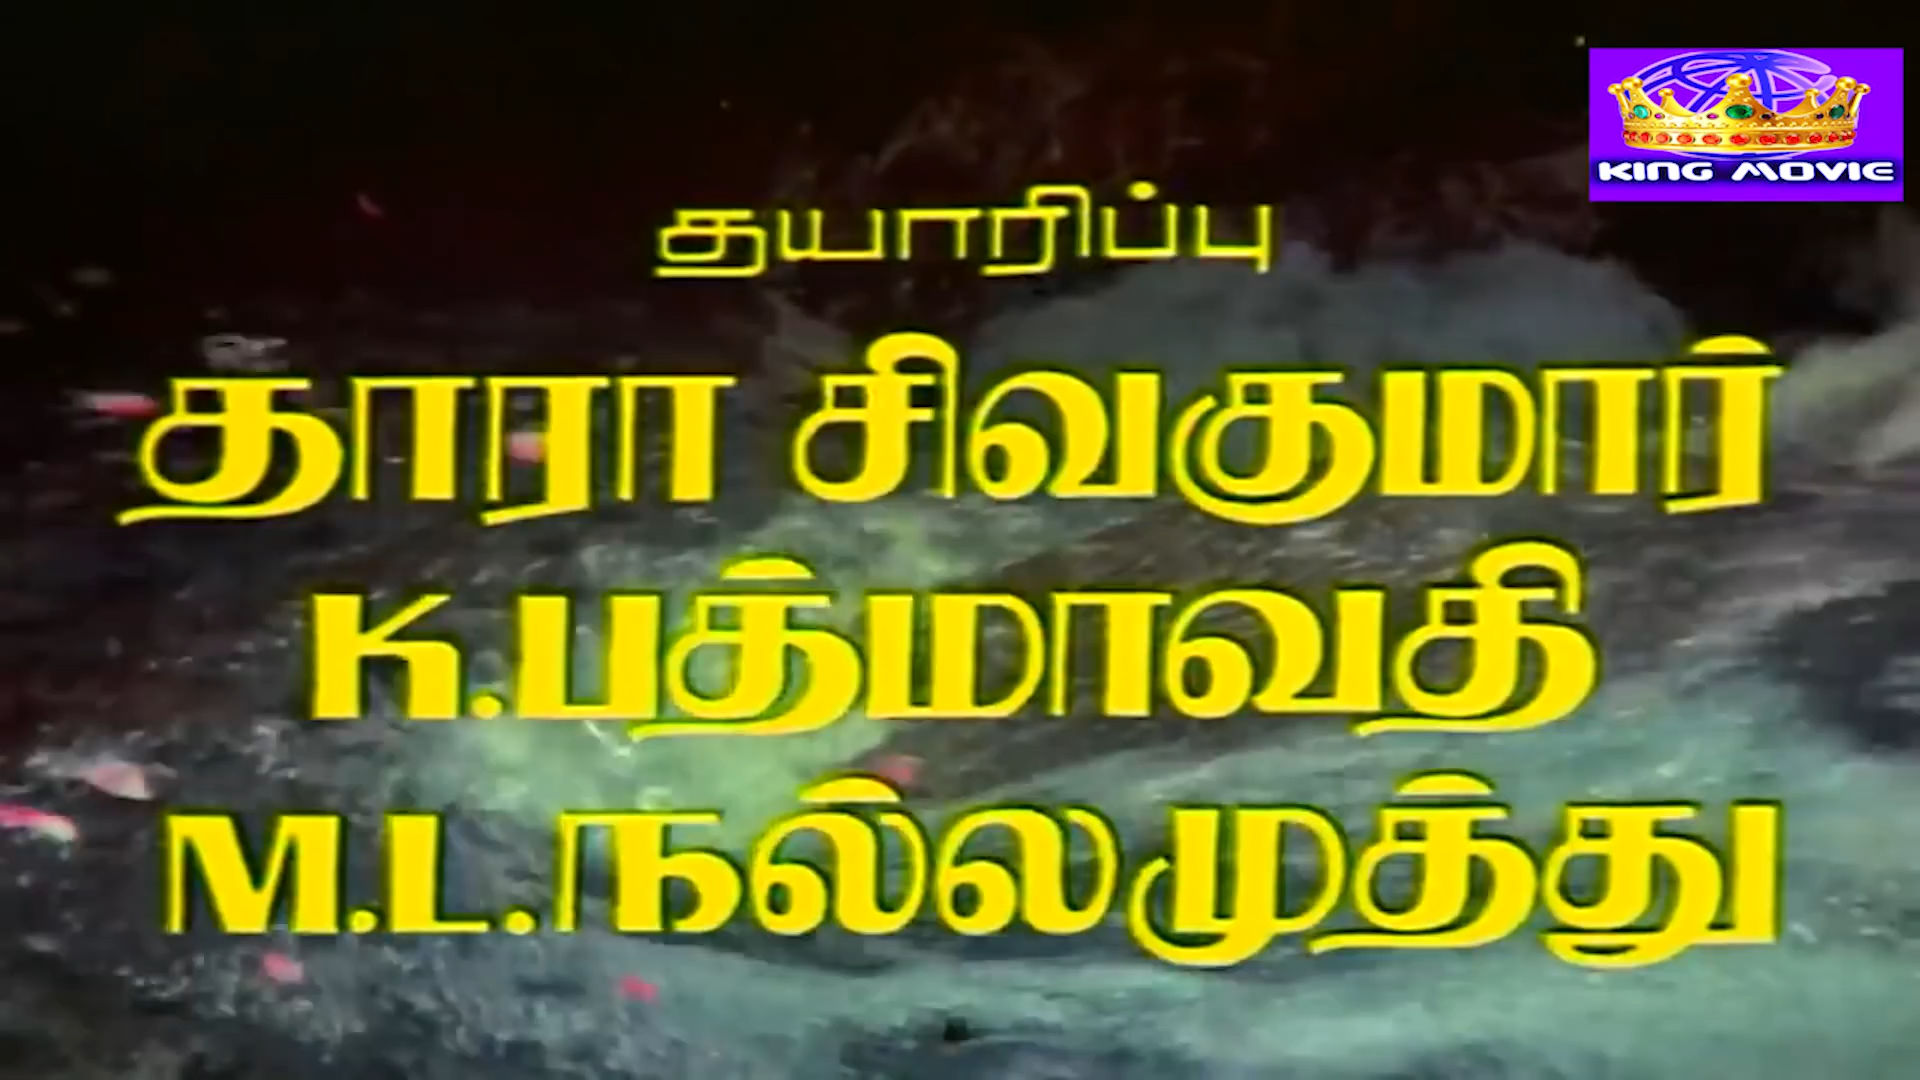 KING MOVIE
தயாரிப்பு
தாரா சிவகுமார்
K.பத்மாவதி
M.L.நல்லமுத்து